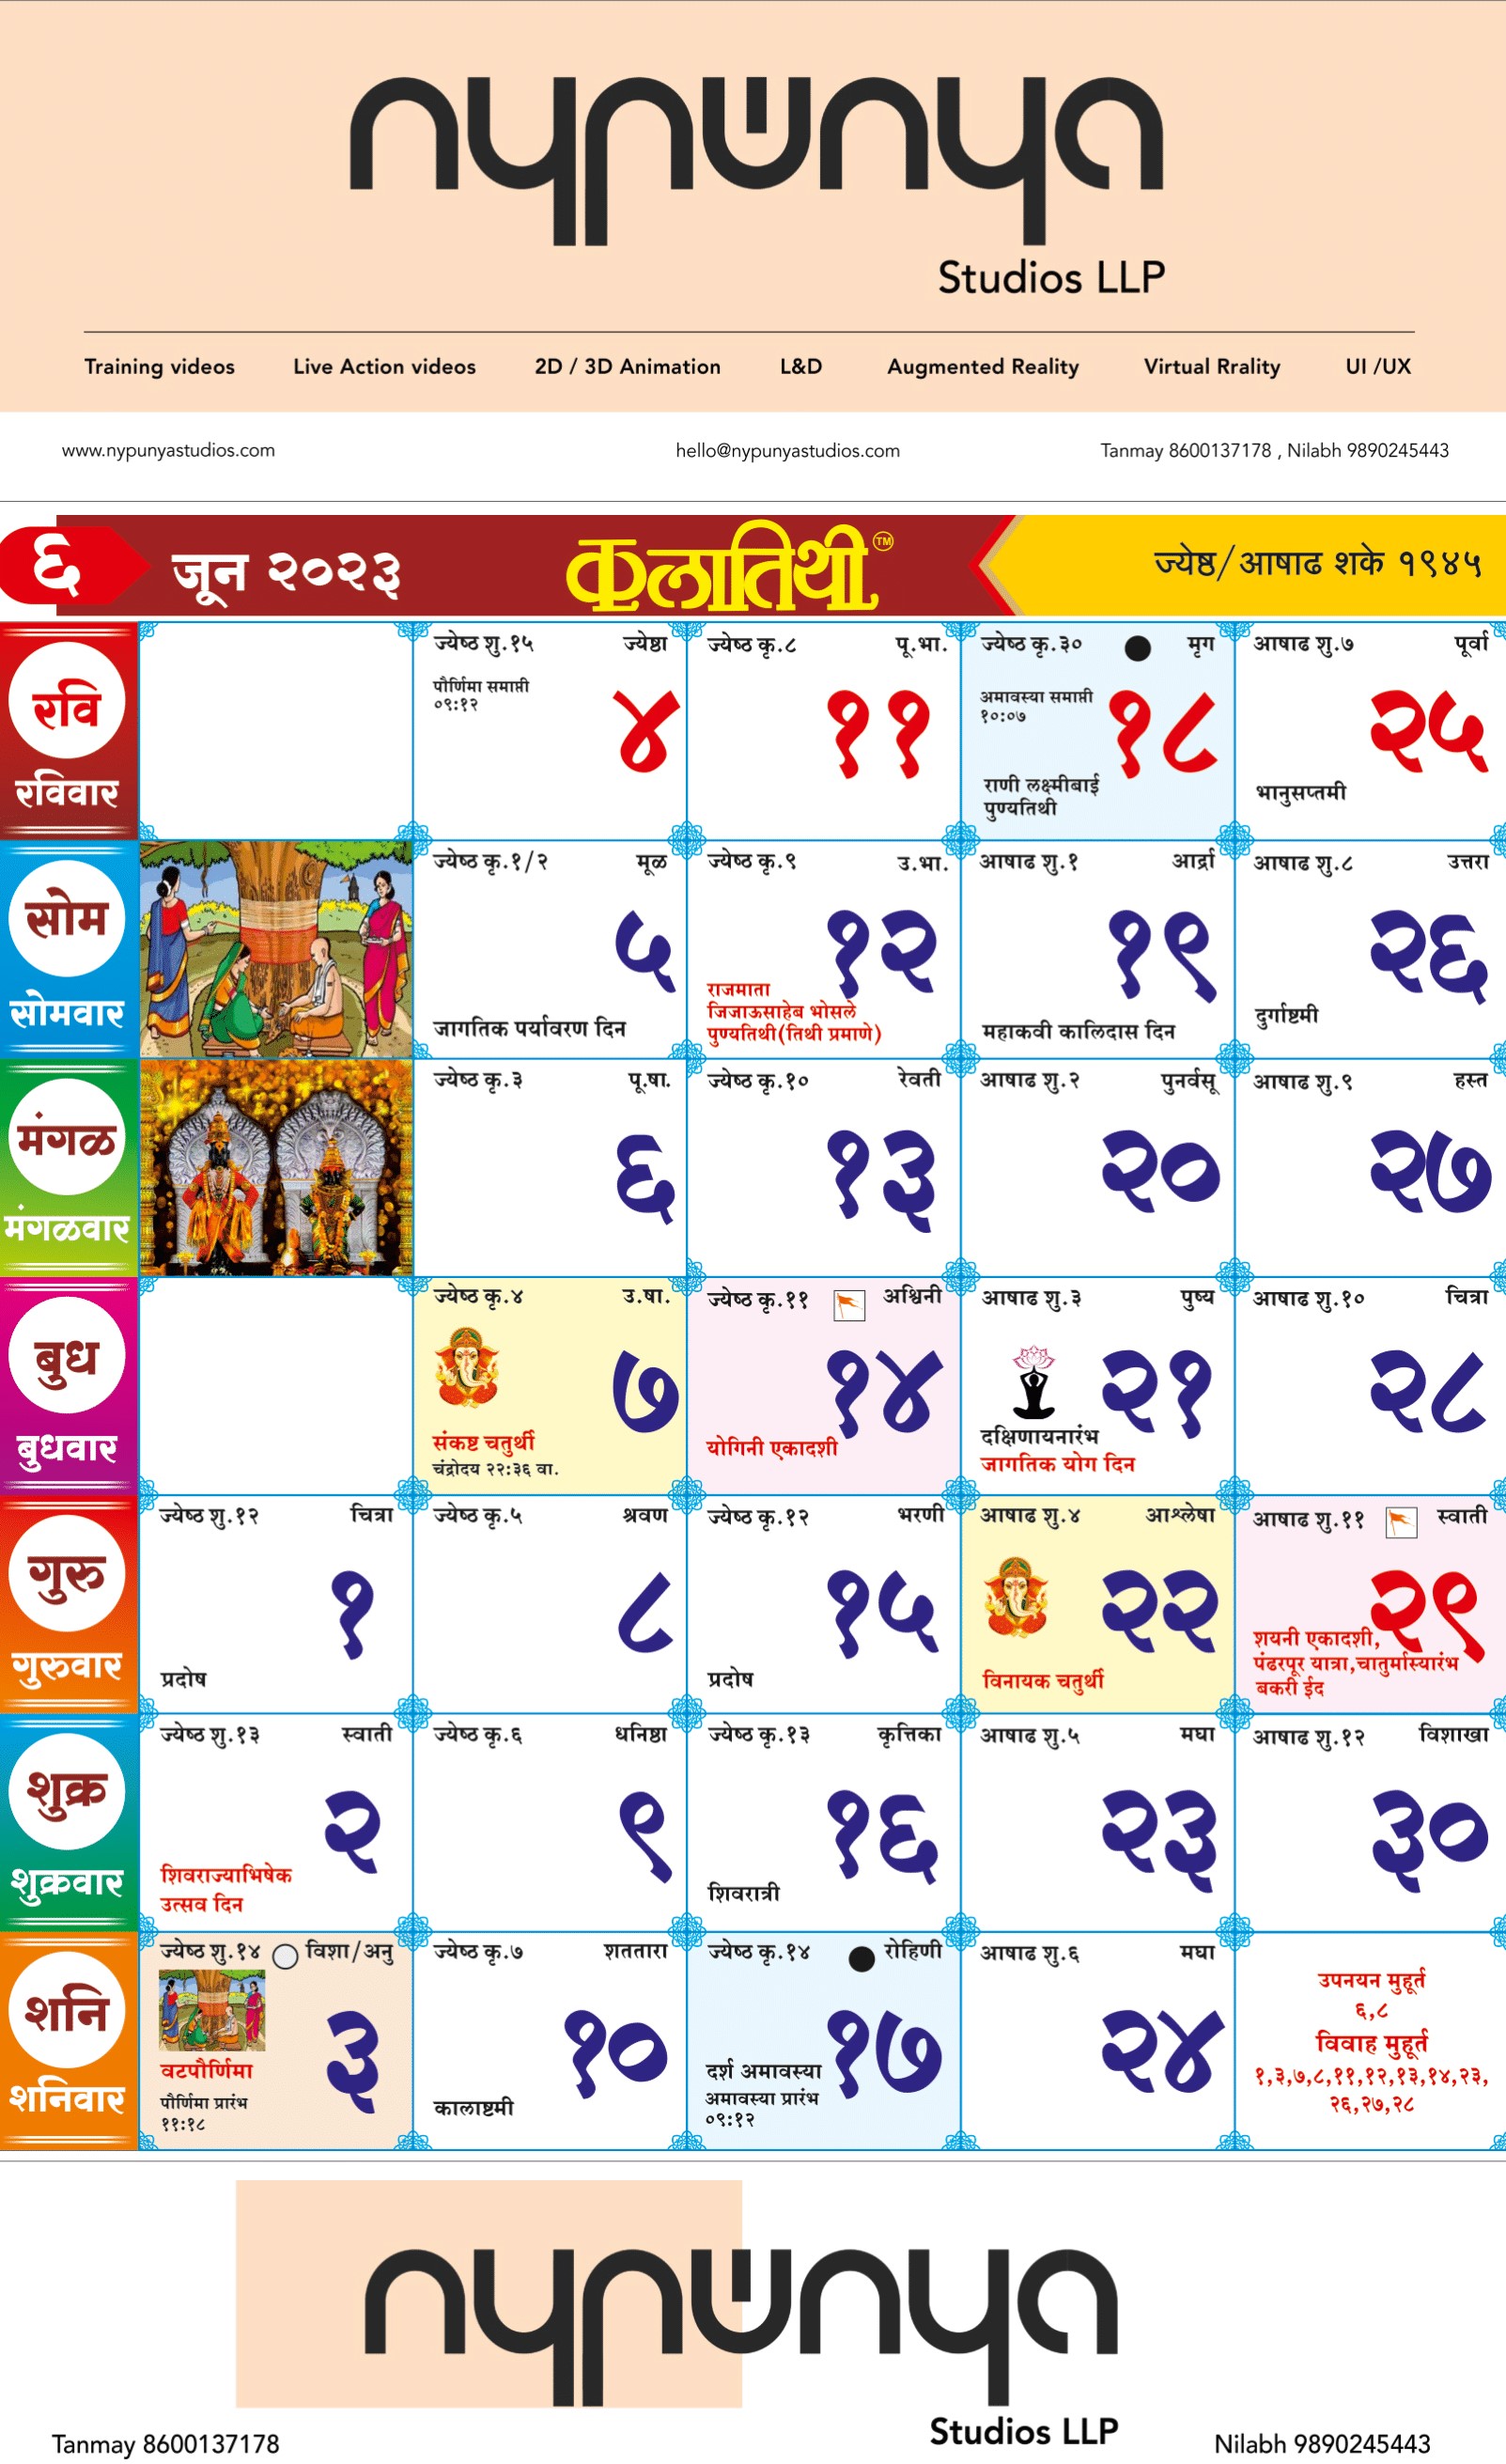 nypunya
Studios LLP
Training videos Live Action videos 2D / 3D Animation L&D Augmented Reality Virtual Rrality UI /UX
www.nypunyastudios.com hello@nypunyastudios.com Tanmay 8600137178 , Nilabh 9890245443
६ जून २०२३ कलातिथी TM ज्येष्ठ/आषाढ शके १९४५
रवि
रविवार
ज्येष्ठ शु.१५ ज्येष्ठा
पौर्णिमा समाप्ती
०९:१२
४
ज्येष्ठ कृ.८ पू.भा.
११
ज्येष्ठ कृ.३० मृग
अमावस्या समाप्ती
१०:०७
१८
राणी लक्ष्मीबाई
पुण्यतिथी
आषाढ शु.७ पूर्वा
२५
भानुसप्तमी
सोम
सोमवार
ज्येष्ठ कृ.१/२ मूळ
५
जागतिक पर्यावरण दिन
ज्येष्ठ कृ.९ उ.भा.
१२
राजमाता
जिजाऊसाहेब भोसले
पुण्यतिथी(तिथी प्रमाणे)
आषाढ शु.१ आर्द्रा
१९
महाकवी कालिदास दिन
आषाढ शु.८ उत्तरा
२६
दुर्गाष्टमी
मंगळ
मंगळवार
ज्येष्ठ कृ.३ पू.षा.
६
ज्येष्ठ कृ.१० रेवती
१३
आषाढ शु.२ पुनर्वसू
२०
आषाढ शु.९ हस्त
२७
बुध
बुधवार
ज्येष्ठ कृ.४ उ.षा.
७
संकष्ट चतुर्थी
चंद्रोदय २२:३६ वा.
ज्येष्ठ कृ.११ अश्विनी
१४
योगिनी एकादशी
आषाढ शु.३ पुष्य
२१
दक्षिणायनारंभ
जागतिक योग दिन
आषाढ शु.१० चित्रा
२८
गुरु
गुरुवार
ज्येष्ठ शु.१२ चित्रा
१
प्रदोष
ज्येष्ठ कृ.५ श्रवण
८
ज्येष्ठ कृ.१२ भरणी
१५
प्रदोष
आषाढ शु.४ आश्लेषा
२२
विनायक चतुर्थी
आषाढ शु.११ स्वाती
२९
शयनी एकादशी,
पंढरपूर यात्रा,चातुर्मास्यारंभ
बकरी ईद
शुक्र
शुक्रवार
ज्येष्ठ शु.१३ स्वाती
२
शिवराज्याभिषेक
उत्सव दिन
ज्येष्ठ कृ.६ धनिष्ठा
९
ज्येष्ठ कृ.१३ कृत्तिका
१६
शिवरात्री
आषाढ शु.५ मघा
२३
आषाढ शु.१२ विशाखा
३०
शनि
शनिवार
ज्येष्ठ शु.१४ विशा/अनु
३
वटपौर्णिमा
पौर्णिमा प्रारंभ
११:१८
ज्येष्ठ कृ.७ शततारा
१०
कालाष्टमी
ज्येष्ठ कृ.१४ रोहिणी
१७
दर्श अमावस्या
अमावस्या प्रारंभ
०९:१२
आषाढ शु.६ मघा
२४
उपनयन मुहूर्त
६,८
विवाह मुहूर्त
१,३,७,८,११,१२,१३,१४,२३,
२६,२७,२८
nypunya
Studios LLP
Tanmay 8600137178 Nilabh 9890245443